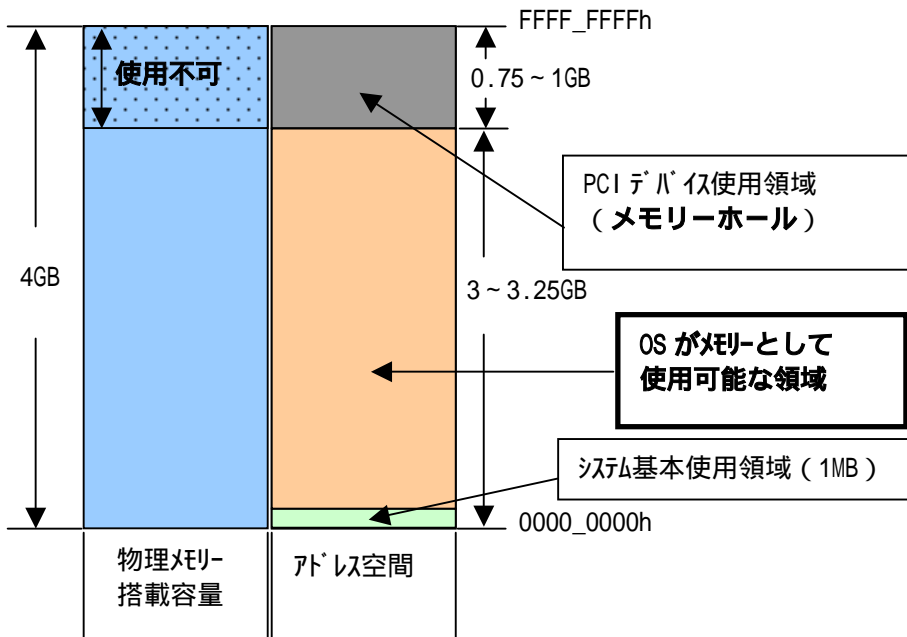 FFFF_FFFFh
使用不可
0.75～1GB
PCIﾃﾞﾊﾞｲｽ使用領域
（メモリーホール）
4GB
3～3.25GB
OSがﾒﾓﾘｰとして
使用可能な領域
ｼｽﾃﾑ基本使用領域（1MB）
0000_0000h
物理ﾒﾓﾘｰ
搭載容量
ｱﾄﾞﾚｽ空間